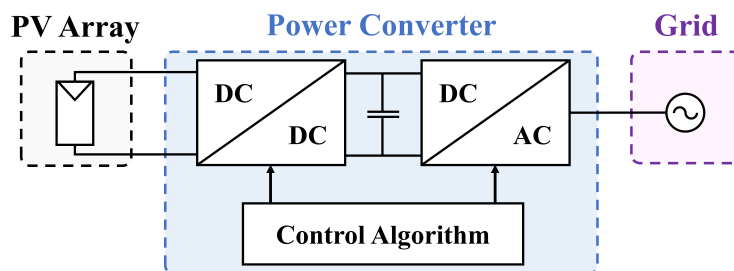 PV Array
Power Converter
Grid
DC
DC
DC
AC
Control Algorithm